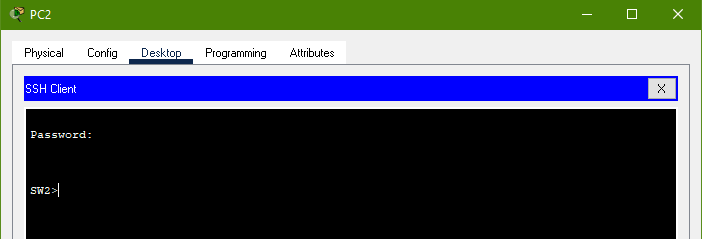 PC2
Physical Config Desktop Programming Attributes
SSH Client X
Password:
SW2>